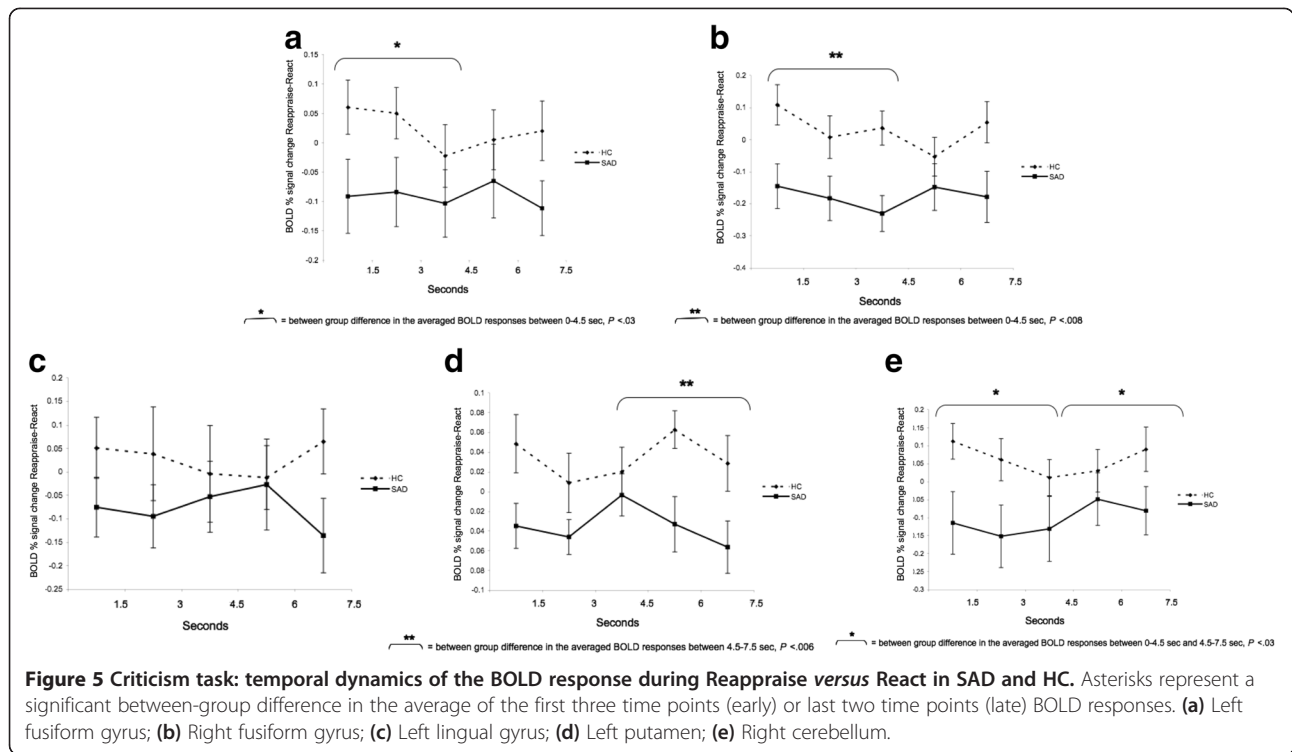 a
*
0.15
0.1
0.05
0
-0.05
-0.1
-0.15
-0.2
BOLD % signal change Reappraise-React
HC
SAD
1.5 3 4.5 6 7.5
Seconds
* = between group difference in the averaged BOLD responses between 0-4.5 sec, P <.03
b
**
0.2
0.1
0
-0.1
-0.2
-0.3
-0.4
BOLD % signal change Reappraise-React
HC
SAD
1.5 3 4.5 6 7.5
Seconds
** = between group difference in the averaged BOLD responses between 0-4.5 sec, P <.008
c
0.2
0.15
0.1
0.05
0
-0.05
-0.1
-0.15
-0.2
-0.25
BOLD % signal change Reappraise-React
HC
SAD
1.5 3 4.5 6 7.5
Seconds
d
**
0.1
0.08
0.06
0.04
0.02
0
0.02
0.04
0.06
0.08
-0.1
BOLD % signal change Reappraise-React
HC
SAD
1.5 3 4.5 6 7.5
Seconds
** = between group difference in the averaged BOLD responses between 4.5-7.5 sec, P <.006
e
* *
0.2
0.15
0.1
0.05
0
0.05
-0.1
0.15
-0.2
0.25
-0.3
BOLD % signal change Reappraise-React
HC
SAD
1.5 3 4.5 6 7.5
Seconds
* = between group difference in the averaged BOLD responses between 0-4.5 sec and 4.5-7.5 sec, P <.03
Figure 5 Criticism task: temporal dynamics of the BOLD response during Reappraise versus React in SAD and HC. Asterisks represent a
significant between-group difference in the average of the first three time points (early) or last two time points (late) BOLD responses. (a) Left
fusiform gyrus; (b) Right fusiform gyrus; (c) Left lingual gyrus; (d) Left putamen; (e) Right cerebellum.